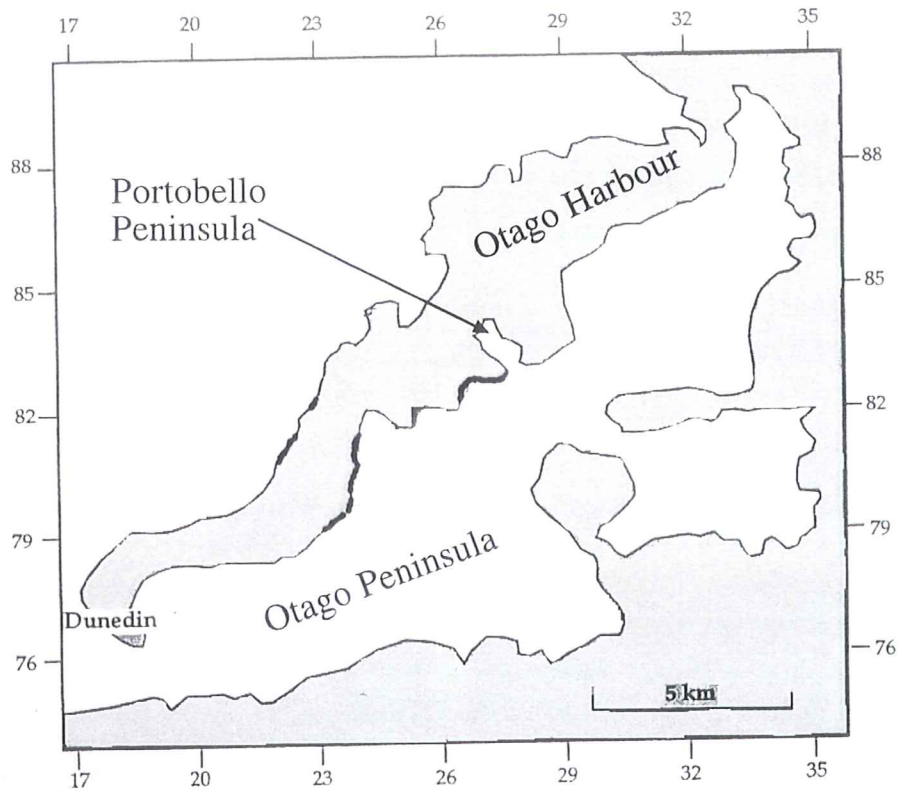 17 20 23 26 29 32 35
88 88
Portobello
Peninsula
Otago Harbour
85 85
82 82
79 79
Otago Peninsula
Dunedin
76 76
5 km
17 20 23 26 29 32 35